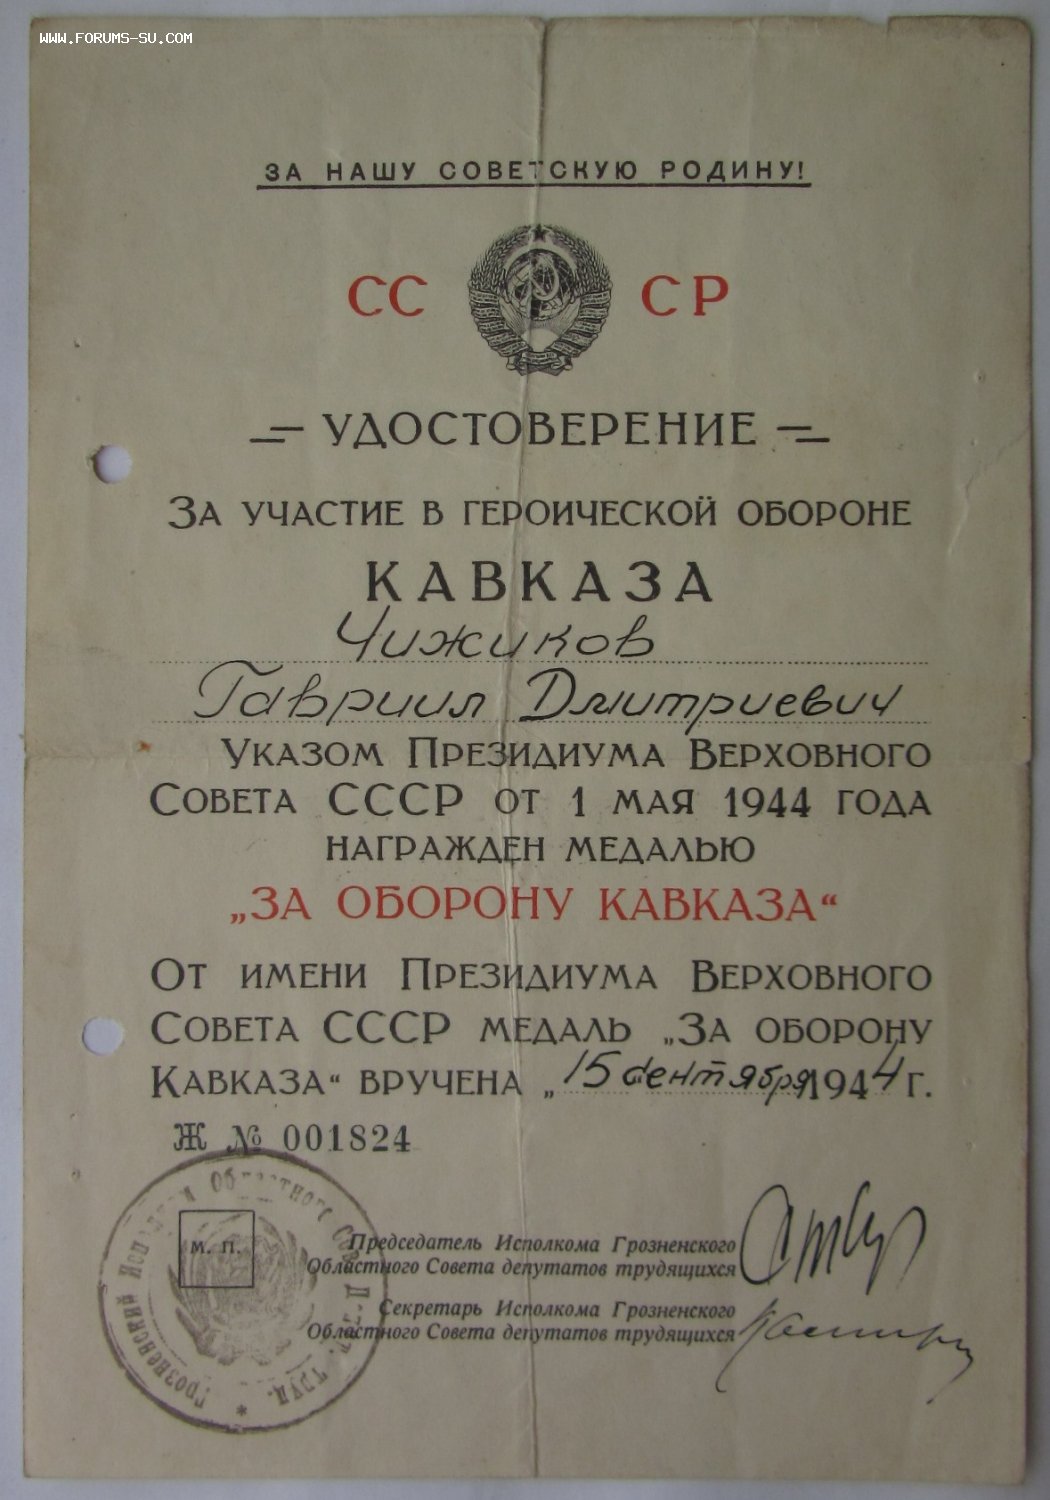 WWW.FORUMS-SU.COM
ЗА НАШУ СОВЕТСКУЮ РОДИНУ!
СС СР
УДОСТОВЕРЕНИЕ
ЗА УЧАСТИЕ В ГЕРОИЧЕСКОЙ ОБОРОНЕ
КАВКАЗА
Чижиков
Гавриил Дмитриевич
УКАЗОМ ПРЕЗИДИУМА ВЕРХОВНОГО
СОВЕТА СССР ОТ 1 МАЯ 1944 ГОДА
НАГРАЖДЕН МЕДАЛЬЮ
„ЗА ОБОРОНУ КАВКАЗА“
ОТ ИМЕНИ ПРЕЗИДИУМА ВЕРХОВНОГО
СОВЕТА СССР МЕДАЛЬ „ЗА ОБОРОНУ
КАВКАЗА“ ВРУЧЕНА „15 сентября 1944 Г.
Ж № 001824
М. П.
Председатель Исполкома Грозненского
Областного Совета депутатов трудящихся
Секретарь Исполкома Грозненского
Областного Совета депутатов трудящихся
Грозненский Областного Труд.